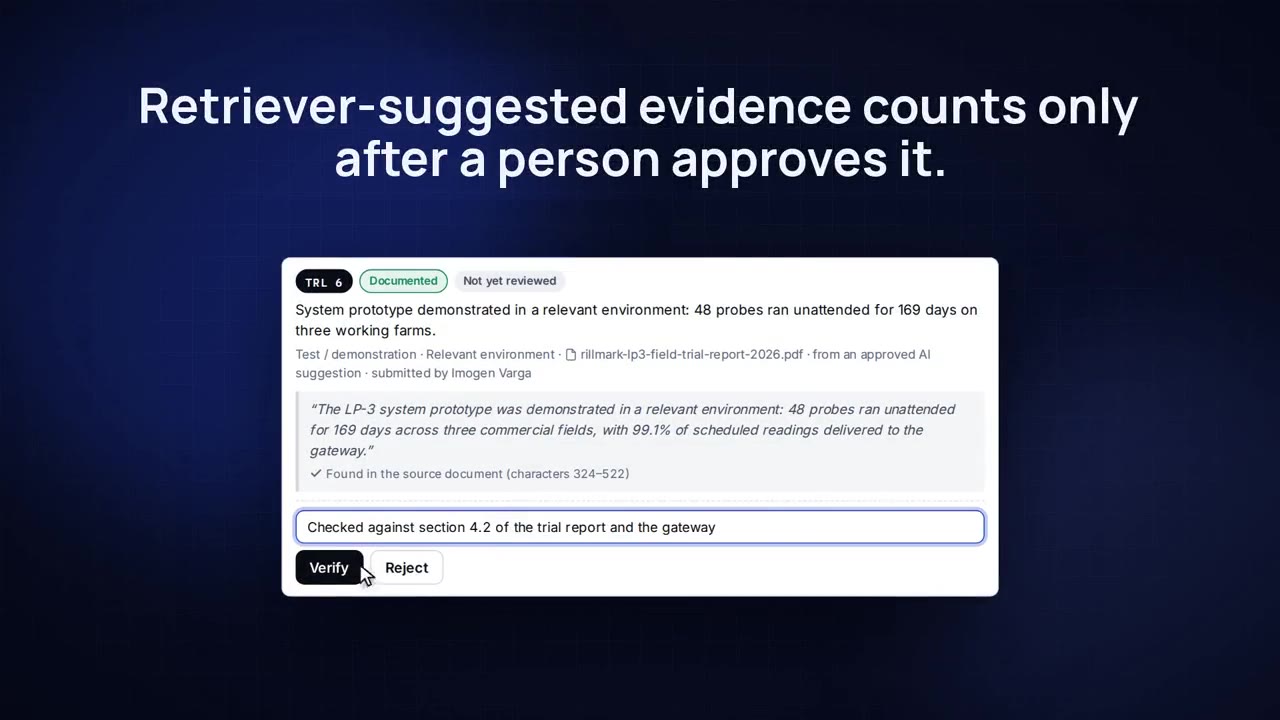 Retriever-suggested evidence counts only
after a person approves it.
TRL 6 Documented Not yet reviewed
System prototype demonstrated in a relevant environment: 48 probes ran unattended for 169 days on
three working farms.
Test / demonstration · Relevant environment · rillmark-lp3-field-trial-report-2026.pdf · from an approved AI
suggestion · submitted by Imogen Varga
“The LP-3 system prototype was demonstrated in a relevant environment: 48 probes ran unattended
for 169 days across three commercial fields, with 99.1% of scheduled readings delivered to the
gateway.”
✓ Found in the source document (characters 324–522)
Checked against section 4.2 of the trial report and the gateway
Verify Reject